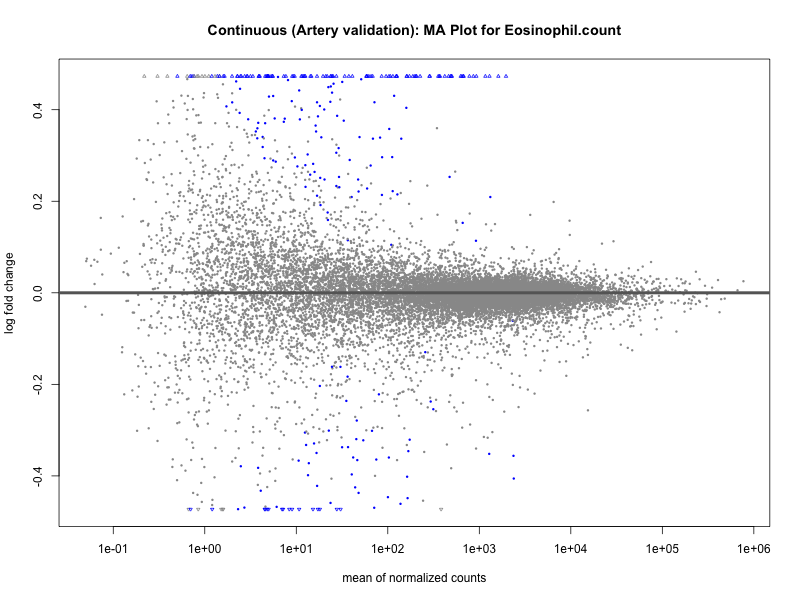 Continuous (Artery validation): MA Plot for Eosinophil.count
log fold change
0.4
0.2
0.0
-0.2
-0.4
1e-01 1e+00 1e+01 1e+02 1e+03 1e+04 1e+05 1e+06
mean of normalized counts